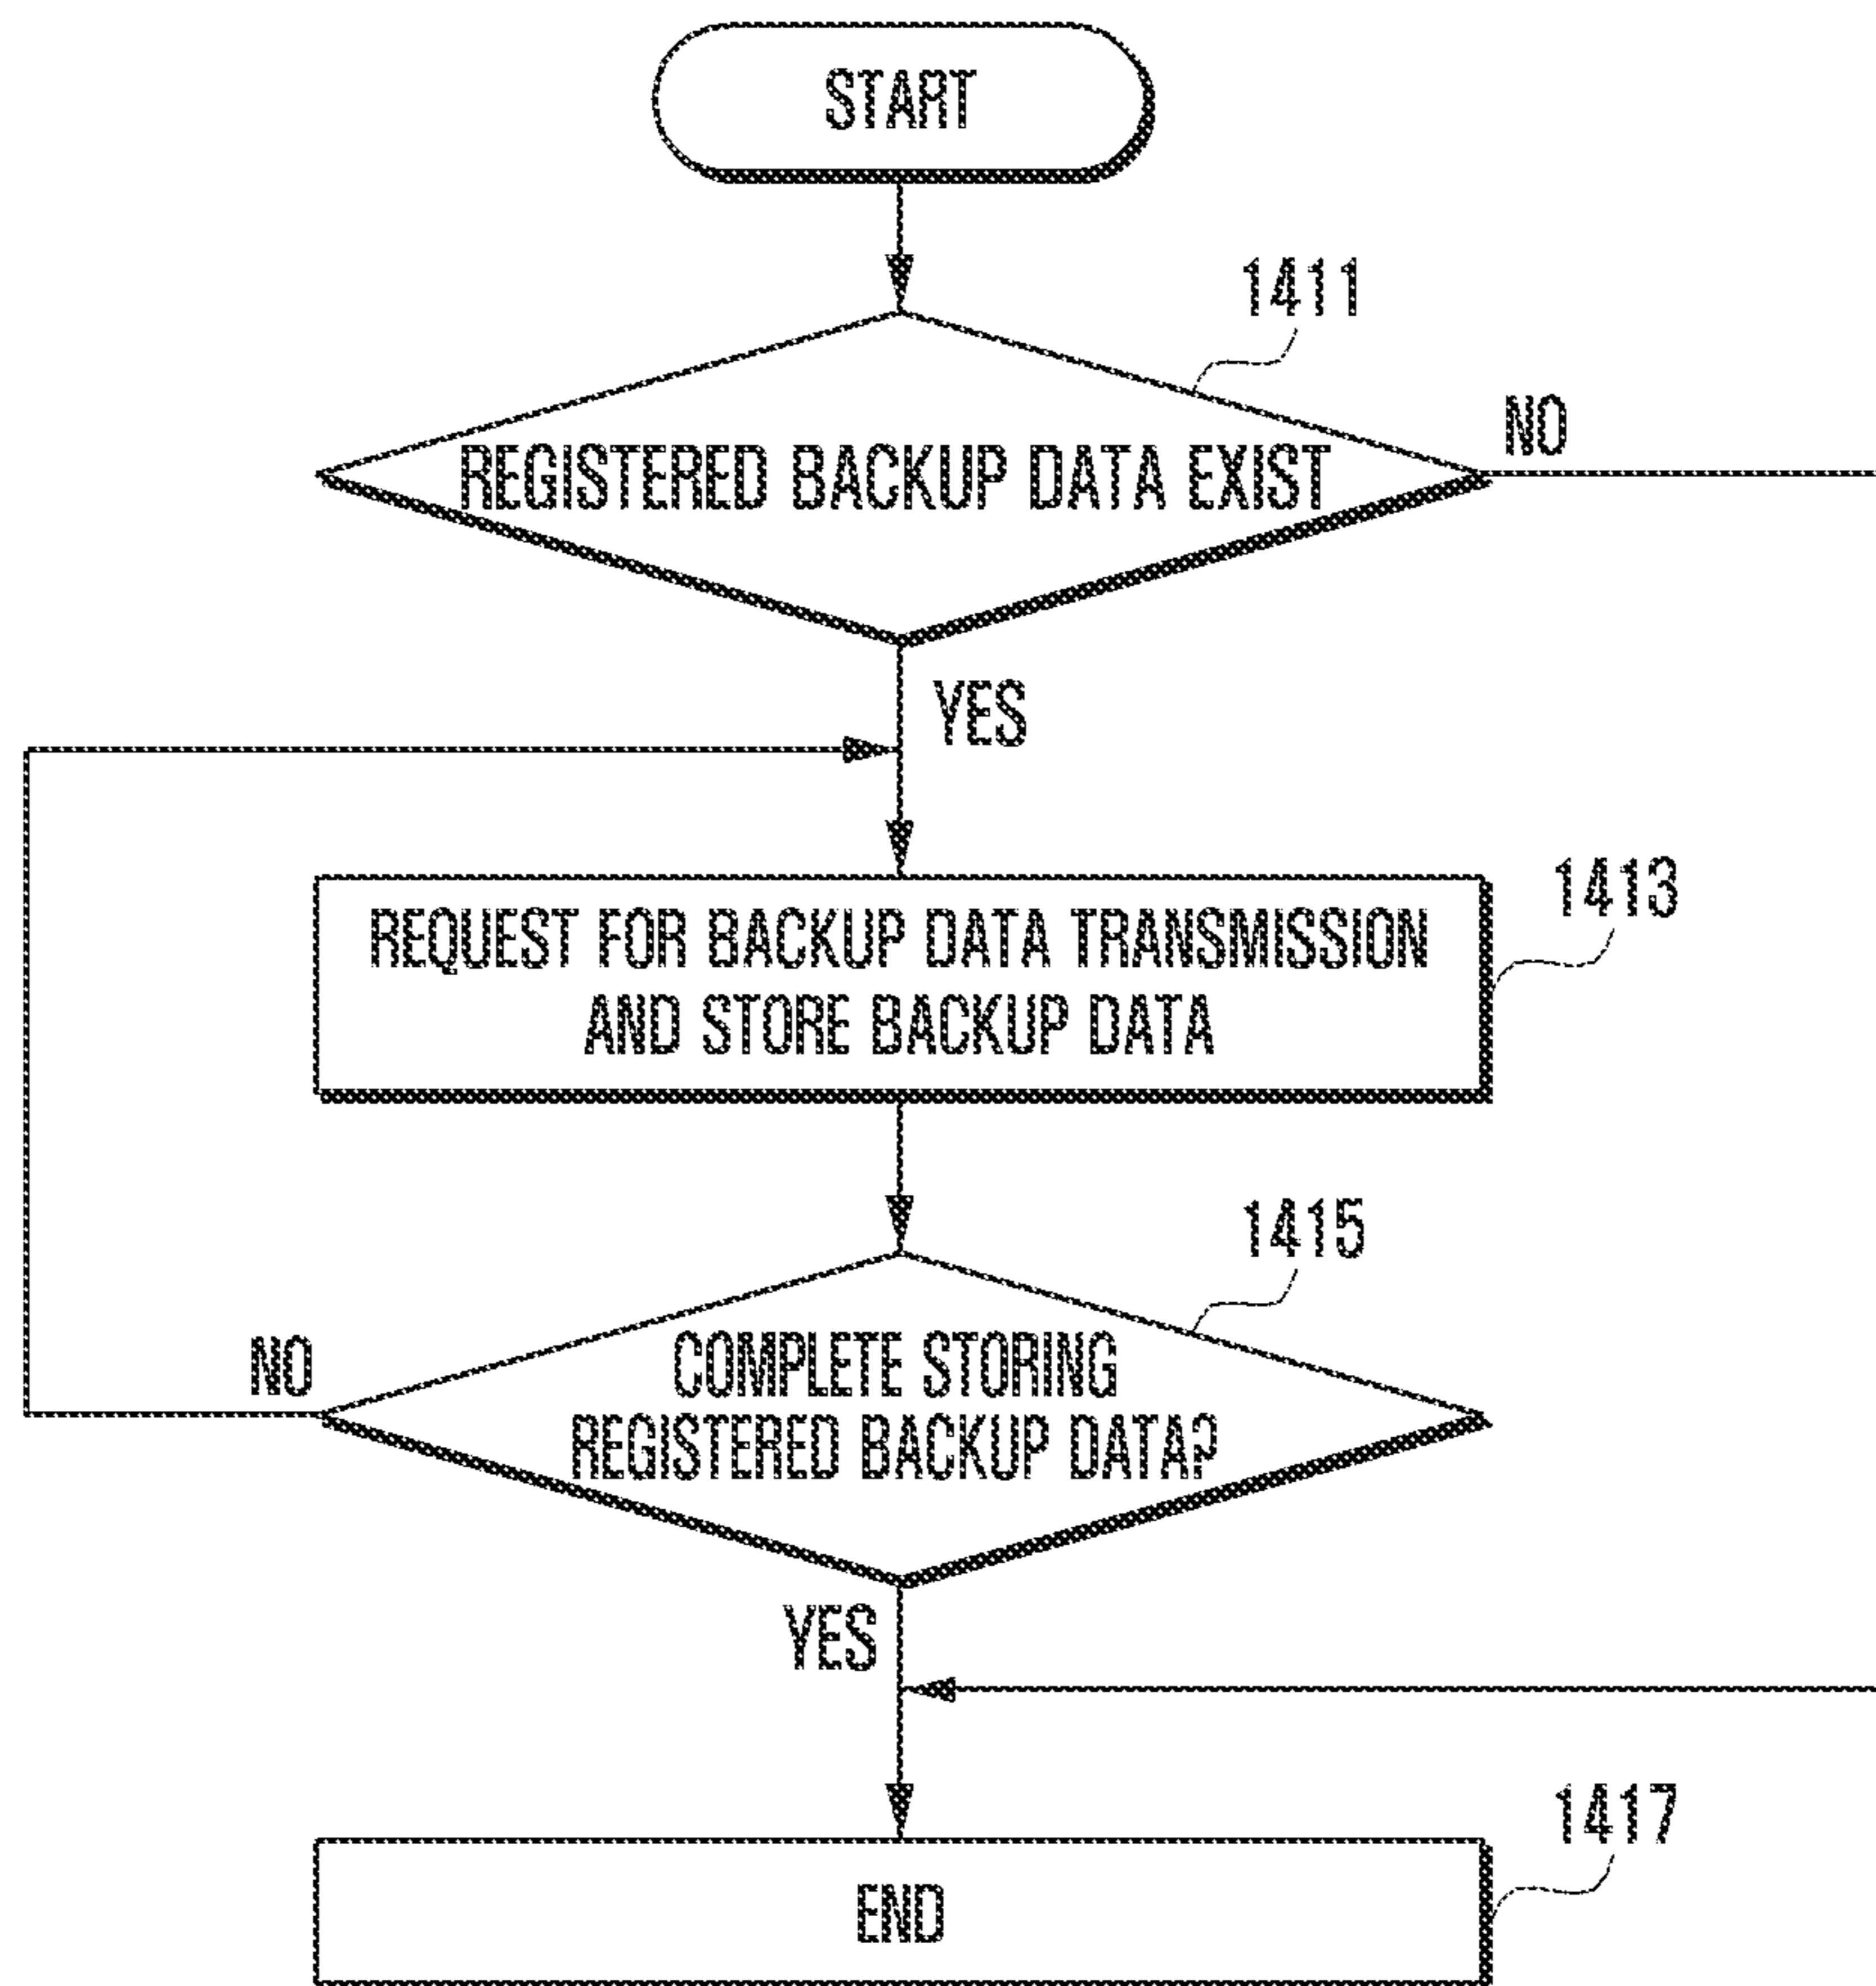 START
1411
REGISTERED BACKUP DATA EXIST
NO
YES
1413
REQUEST FOR BACKUP DATA TRANSMISSION
AND STORE BACKUP DATA
1415
NO
COMPLETE STORING
REGISTERED BACKUP DATA?
YES
1417
END